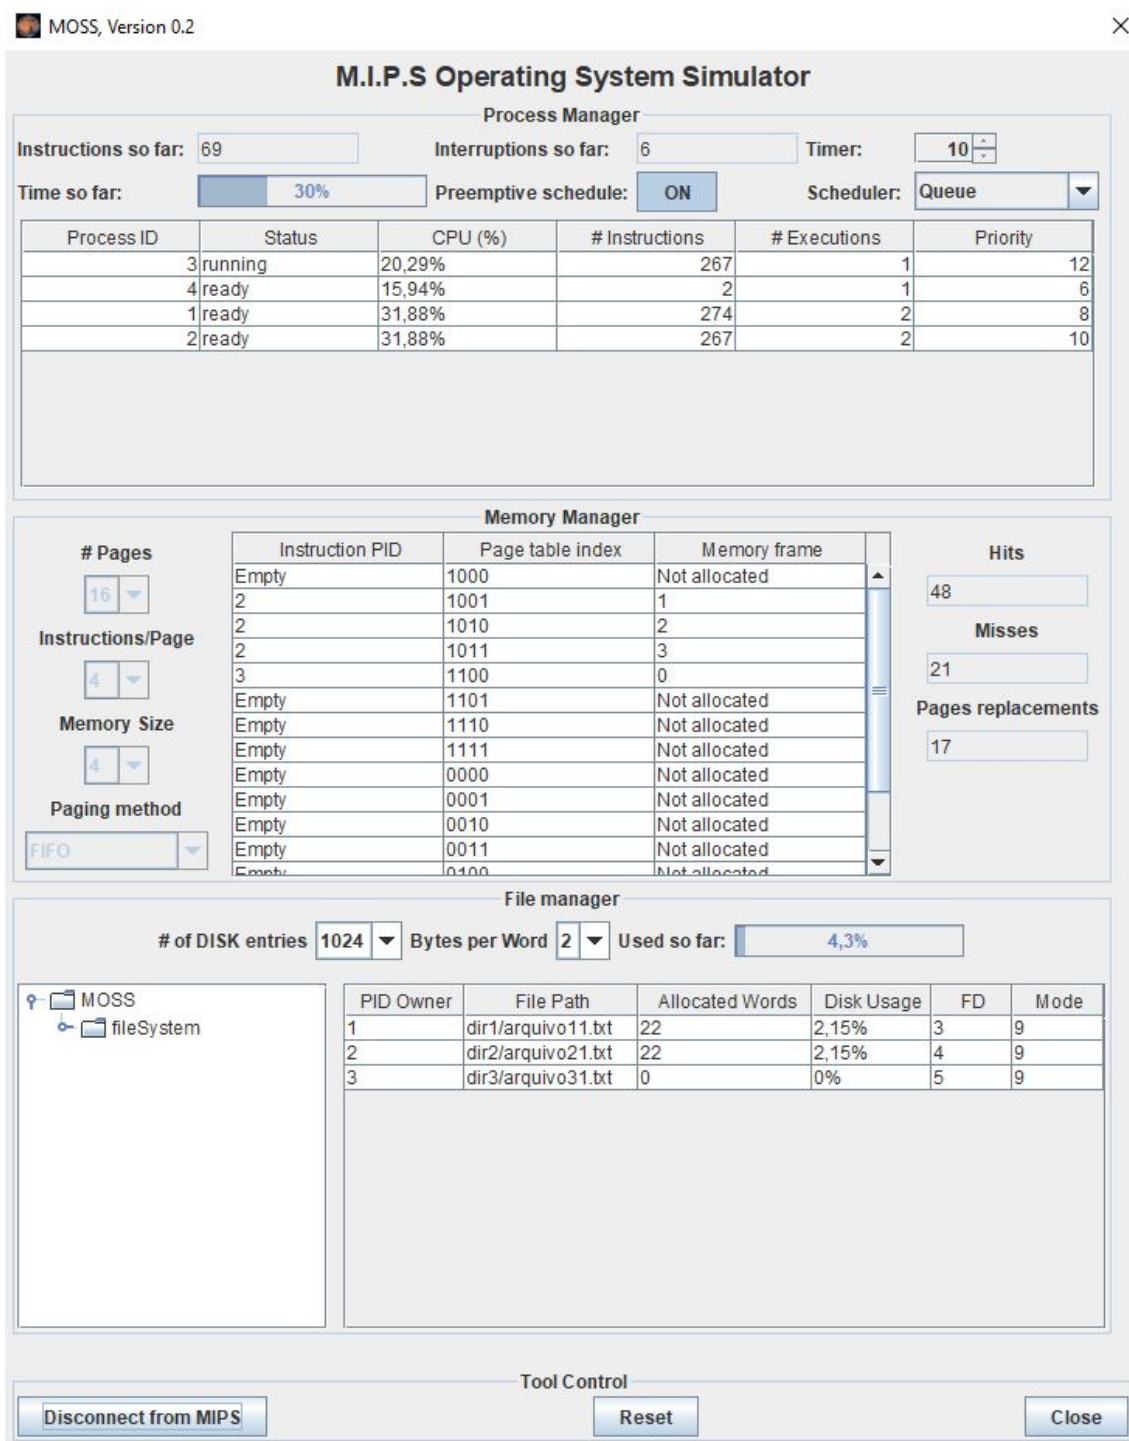 MOSS, Version 0.2
M.I.P.S Operating System Simulator
Process Manager
Instructions so far: 69 Interruptions so far: 6 Timer: 10
Time so far: 30% Preemptive schedule: ON Scheduler: Queue
Process ID Status CPU (%) # Instructions # Executions Priority
3 running 20,29% 267 1 12
4 ready 15,94% 2 1 6
1 ready 31,88% 274 2 8
2 ready 31,88% 267 2 10
Memory Manager
# Pages
16
Instructions/Page
4
Memory Size
4
Paging method
FIFO
Instruction PID Page table index Memory frame
Empty 1000 Not allocated
2 1001 1
2 1010 2
2 1011 3
3 1100 0
Empty 1101 Not allocated
Empty 1110 Not allocated
Empty 1111 Not allocated
Empty 0000 Not allocated
Empty 0001 Not allocated
Empty 0010 Not allocated
Empty 0011 Not allocated
Empty 0100 Not allocated
Hits
48
Misses
21
Pages replacements
17
File manager
# of DISK entries 1024 Bytes per Word 2 Used so far: 4,3%
MOSS
fileSystem
PID Owner File Path Allocated Words Disk Usage FD Mode
1 dir1/arquivo11.txt 22 2,15% 3 9
2 dir2/arquivo21.txt 22 2,15% 4 9
3 dir3/arquivo31.txt 0 0% 5 9
Tool Control
Disconnect from MIPS Reset Close